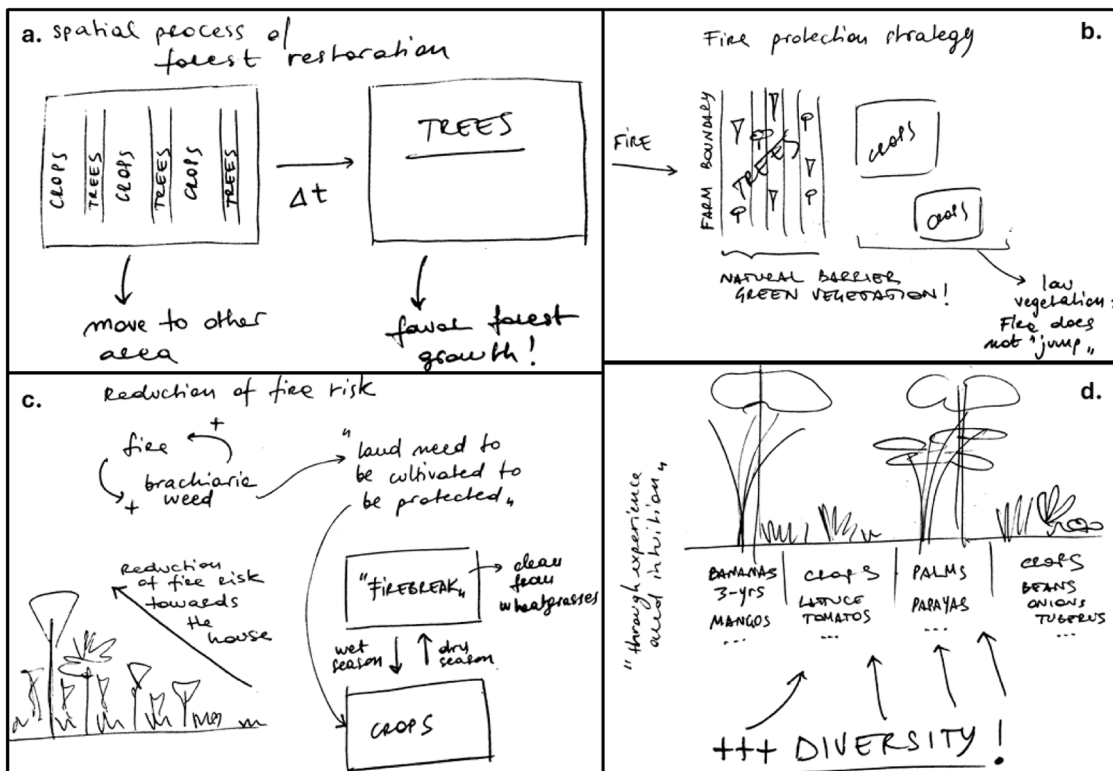 a. spatial process of
forest restoration
CROPS
TREES
CROPS
TREES
CROPS
TREES
Δt
TREES
move to other
area
favor forest
growth!
b.
Fire protection strategy
FIRE
FARM BOUNDARY
TREES
CROPS
CROPS
NATURAL BARRIER
GREEN VEGETATION!
low
vegetation:
Fire does
not "jump"
c.
Reduction of fire risk
+
fire
brachiaria
weed
+
"land need to
be cultivated to
be protected"
Reduction
of fire risk
towards
the
house
"FIREBREAK"
clean
from
wheatgrasses
wet
season
dry
season
CROPS
d.
"through experience
and intuition"
BANANAS
3-yrs
MANGOS
...
CROPS
LATTUCE
TOMATOS
...
PALMS
PAPAYAS
...
CROPS
BEANS
ONIONS
TUBERUS
...
+++ DIVERSITY!